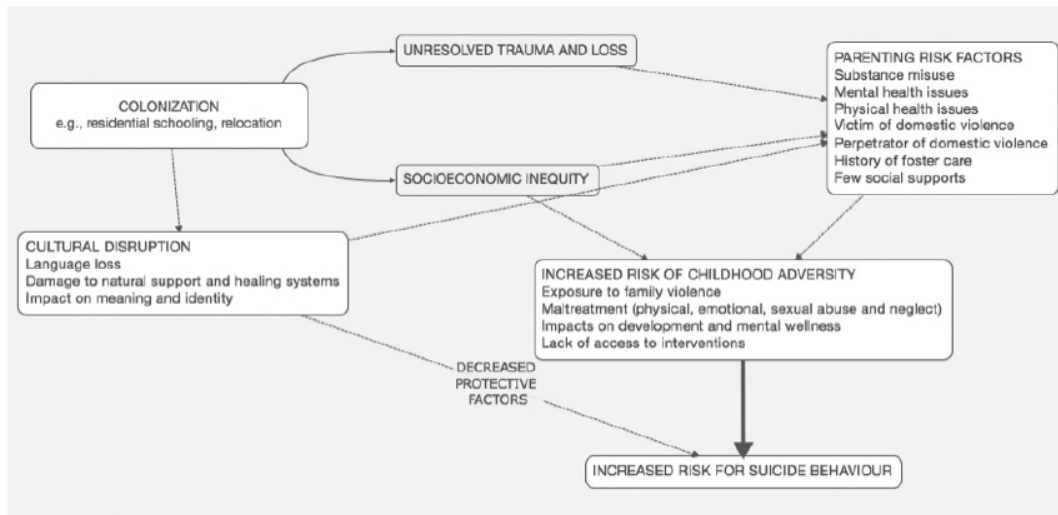 UNRESOLVED TRAUMA AND LOSS
COLONIZATION
e.g., residential schooling, relocation
SOCIOECONOMIC INEQUITY
PARENTING RISK FACTORS
Substance misuse
Mental health issues
Physical health issues
Victim of domestic violence
Perpetrator of domestic violence
History of foster care
Few social supports
CULTURAL DISRUPTION
Language loss
Damage to natural support and healing systems
Impact on meaning and identity
INCREASED RISK OF CHILDHOOD ADVERSITY
Exposure to family violence
Maltreatment (physical, emotional, sexual abuse and neglect)
Impacts on development and mental wellness
Lack of access to interventions
DECREASED
PROTECTIVE
FACTORS
INCREASED RISK FOR SUICIDE BEHAVIOUR